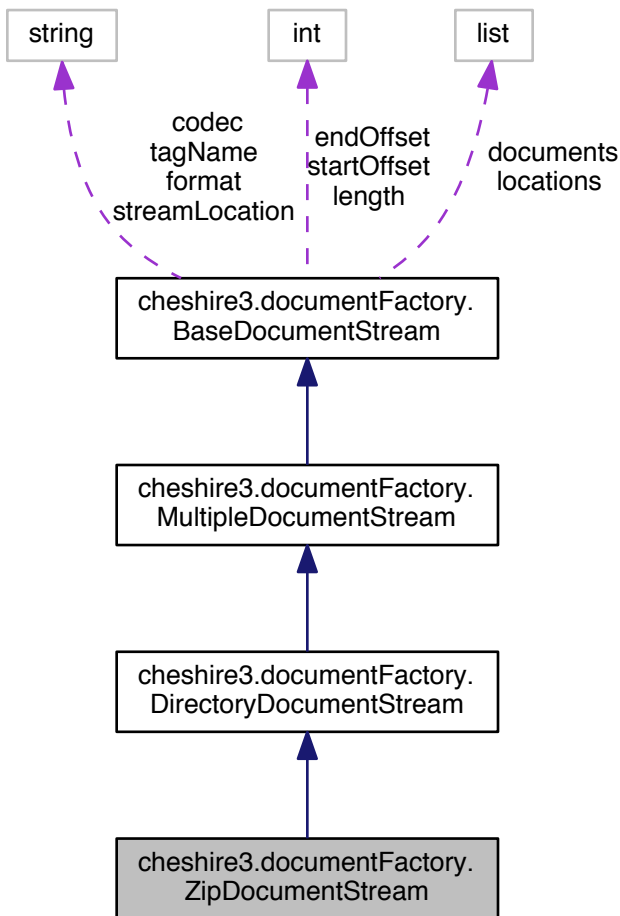 string
int
list
codec
tagName
format
streamLocation
endOffset
startOffset
length
documents
locations
cheshire3.documentFactory.
BaseDocumentStream
cheshire3.documentFactory.
MultipleDocumentStream
cheshire3.documentFactory.
DirectoryDocumentStream
cheshire3.documentFactory.
ZipDocumentStream